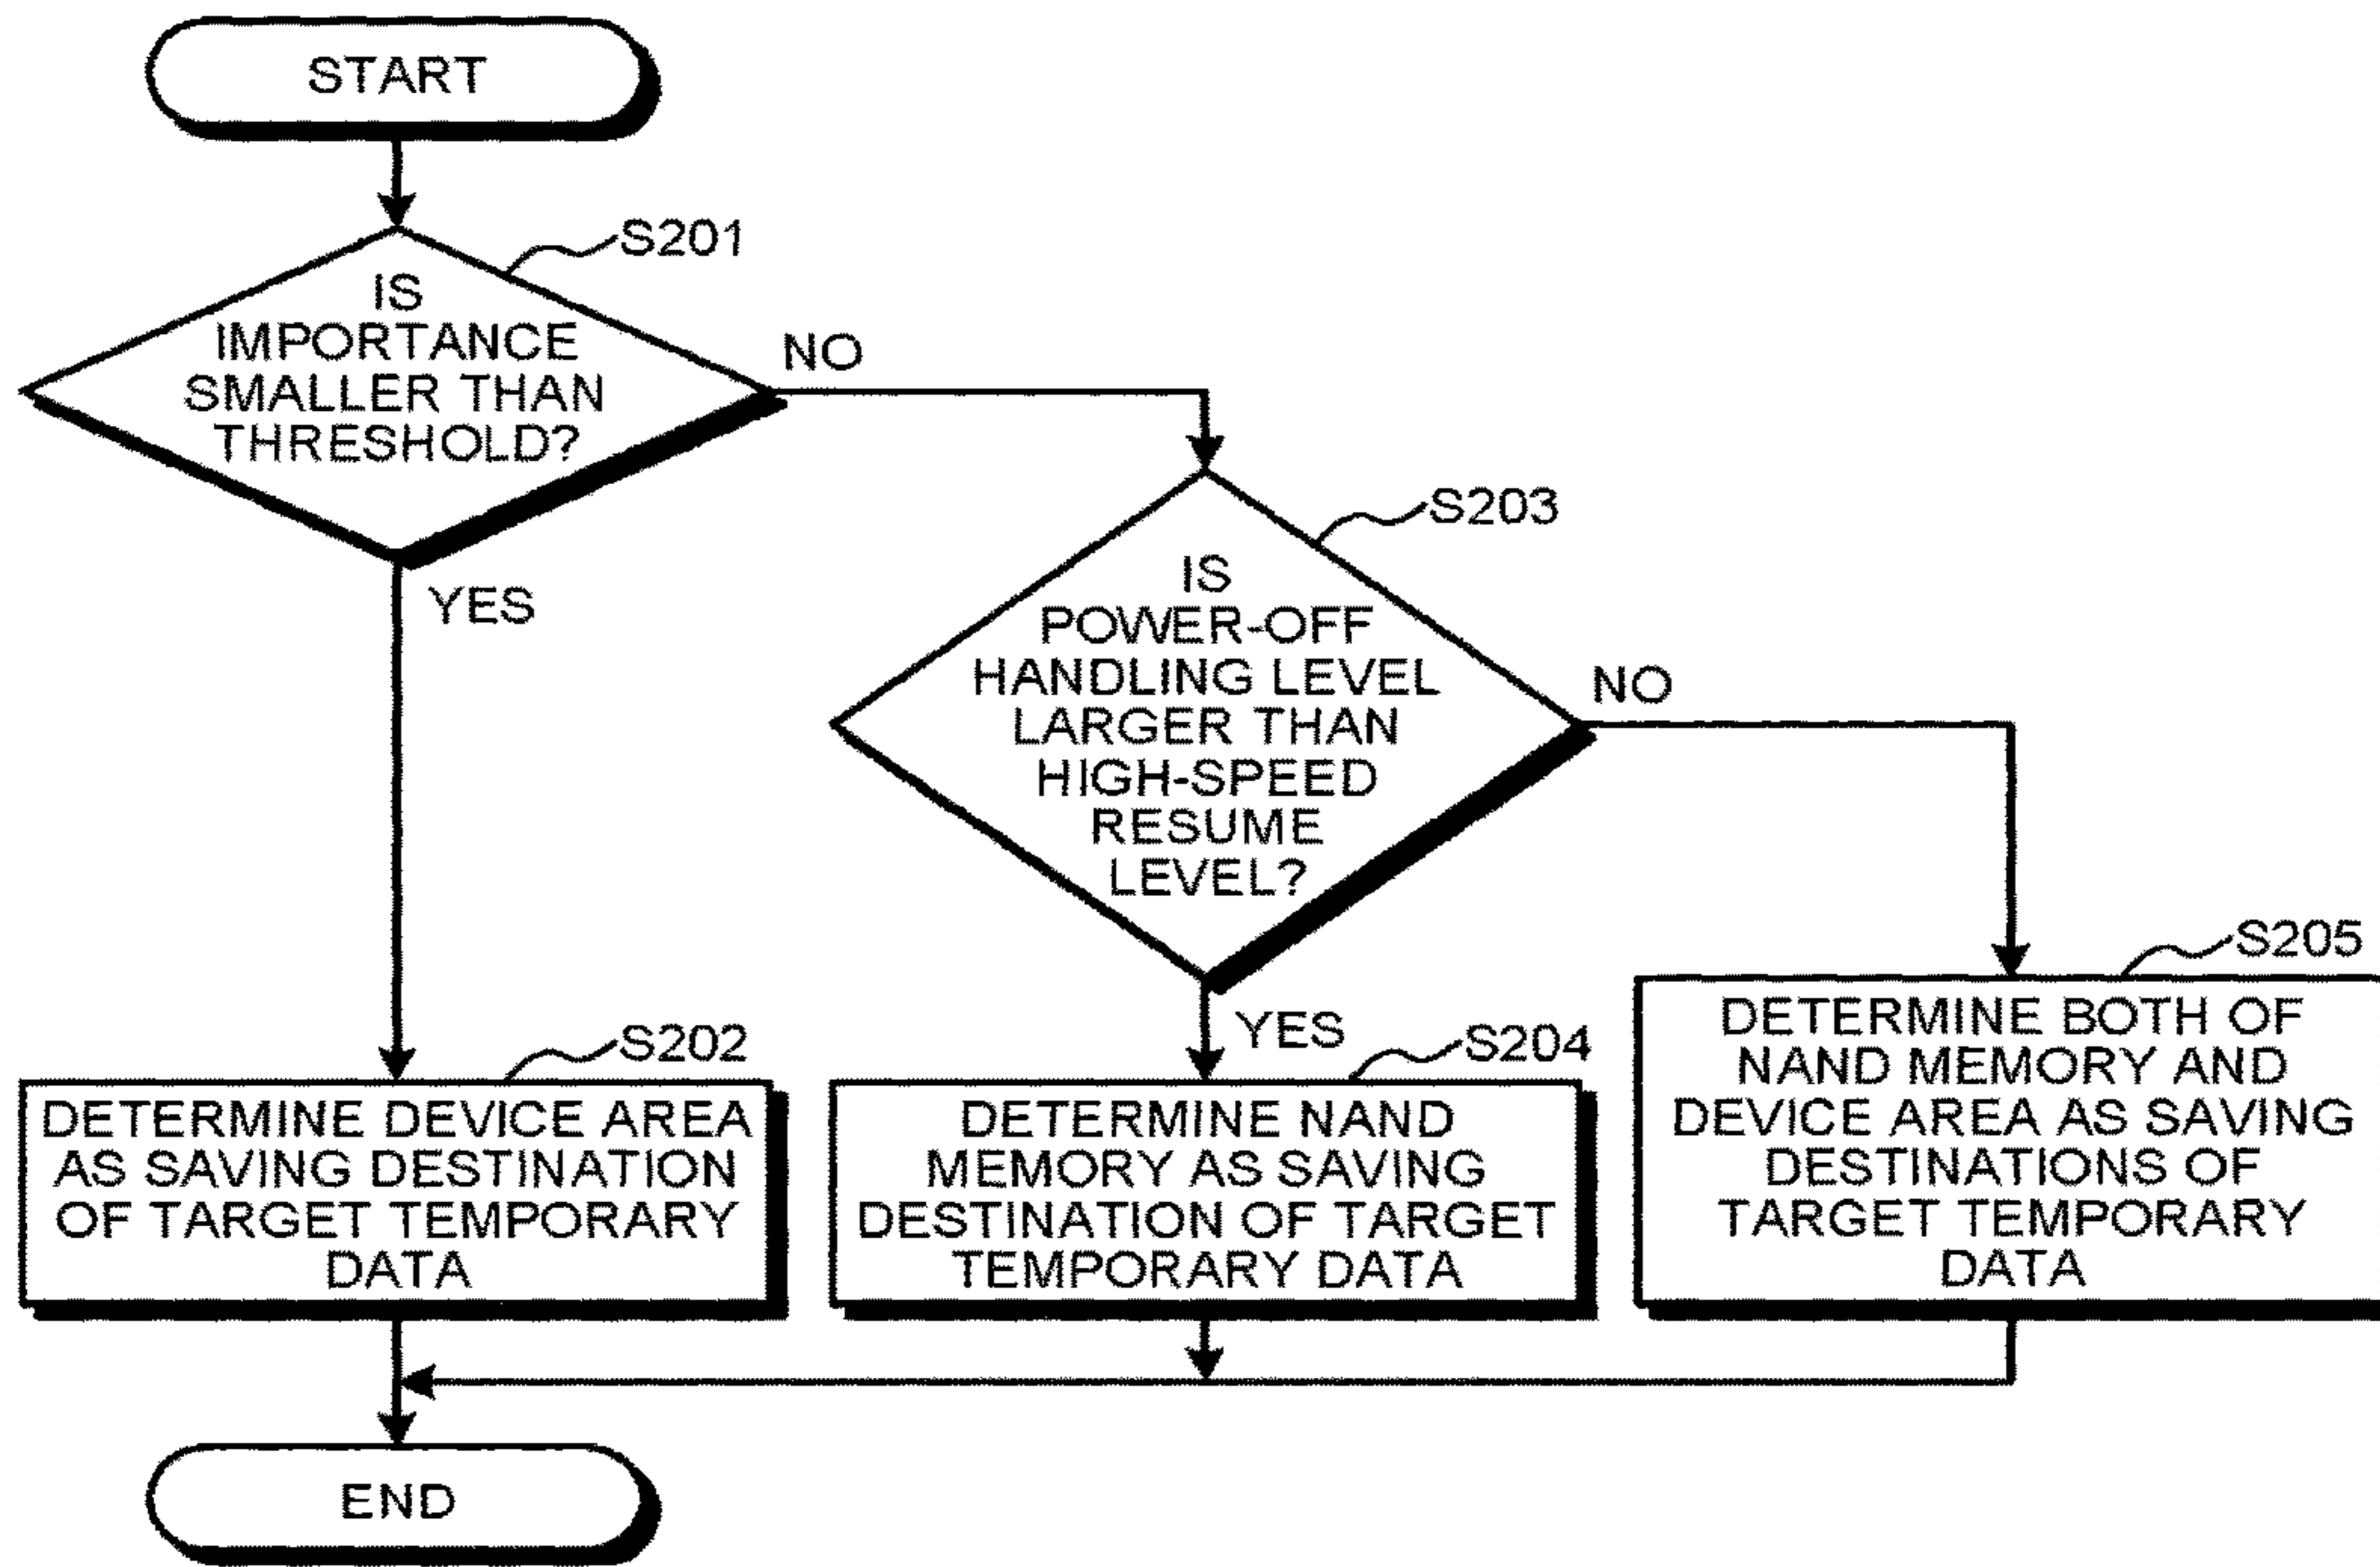 START
S201
IS
IMPORTANCE
SMALLER THAN
THRESHOLD?
NO
YES
S203
IS
POWER-OFF
HANDLING LEVEL
LARGER THAN
HIGH-SPEED
RESUME
LEVEL?
NO
YES
S202
DETERMINE DEVICE AREA
AS SAVING DESTINATION
OF TARGET TEMPORARY
DATA
S204
DETERMINE NAND
MEMORY AS SAVING
DESTINATION OF TARGET
TEMPORARY DATA
S205
DETERMINE BOTH OF
NAND MEMORY AND
DEVICE AREA AS SAVING
DESTINATIONS OF
TARGET TEMPORARY
DATA
END